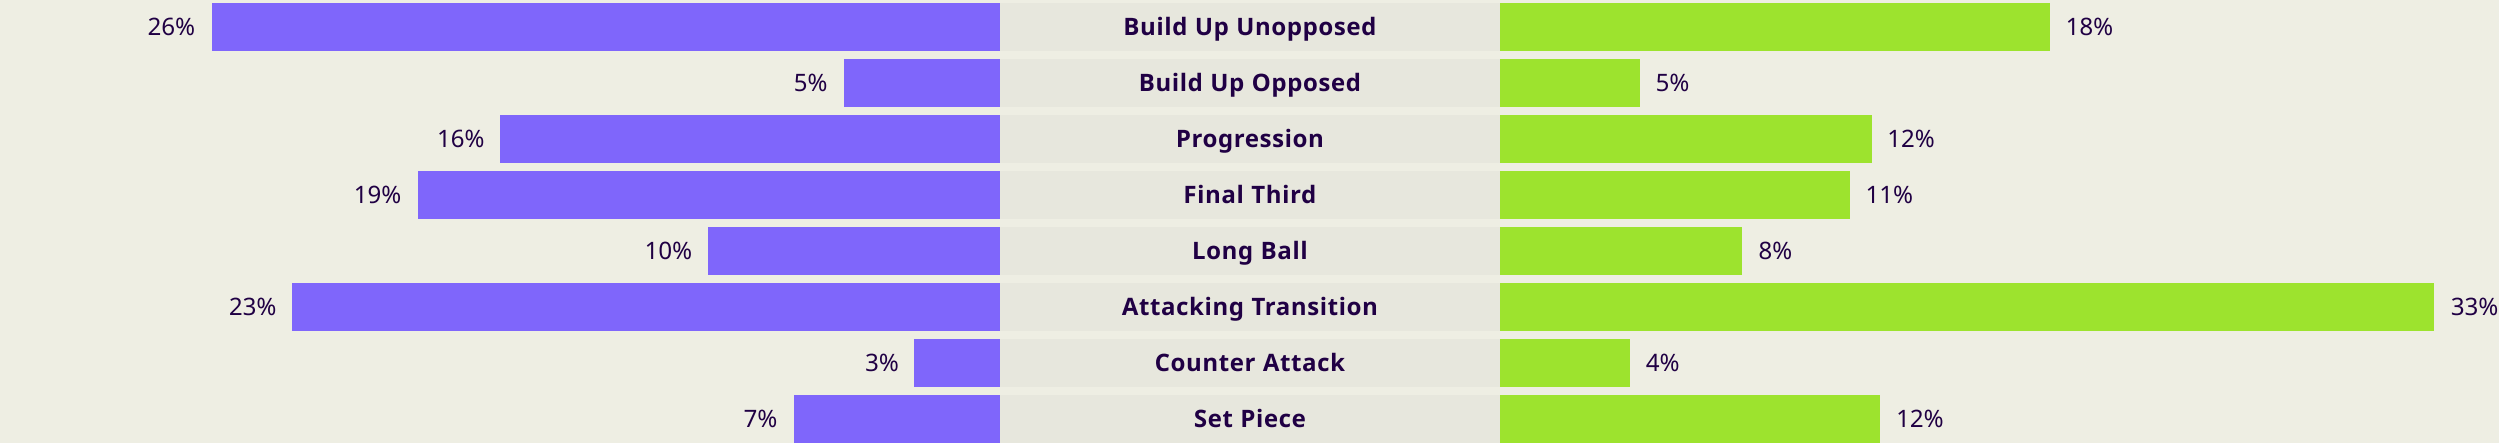 26% Build Up Unopposed 18%
5% Build Up Opposed 5%
16% Progression 12%
19% Final Third 11%
10% Long Ball 8%
23% Attacking Transition 33%
3% Counter Attack 4%
7% Set Piece 12%